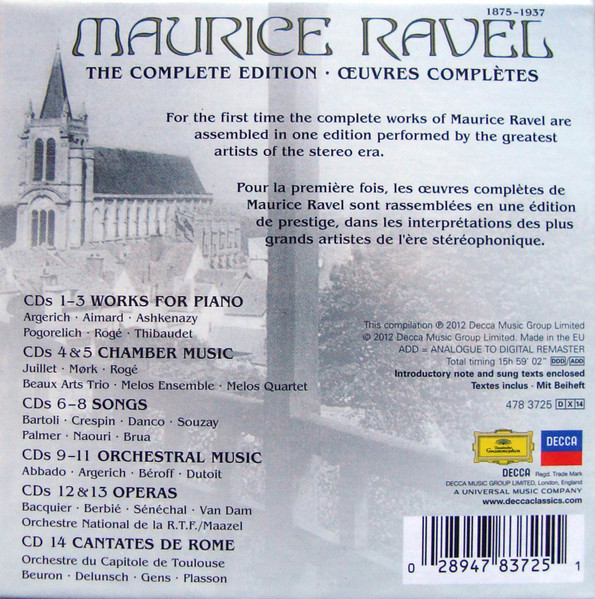 1875-1937
MAURICE RAVEL
THE COMPLETE EDITION · ŒUVRES COMPLÈTES
For the first time the complete works of Maurice Ravel are
assembled in one edition performed by the greatest
artists of the stereo era.
Pour la première fois, les œuvres complètes de
Maurice Ravel sont rassemblées en une édition
de prestige, dans les interprétations des plus
grands artistes de l'ère stéréophonique.
CDs 1–3 WORKS FOR PIANO
Argerich · Aimard · Ashkenazy
Pogorelich · Rogé · Thibaudet
CDs 4 & 5 CHAMBER MUSIC
Juillet · Mørk · Rogé
Beaux Arts Trio · Melos Ensemble · Melos Quartet
CDs 6–8 SONGS
Bartoli · Crespin · Danco · Souzay
Palmer · Naouri · Brua
CDs 9–11 ORCHESTRAL MUSIC
Abbado · Argerich · Béroff · Dutoit
CDs 12 & 13 OPERAS
Bacquier · Berbié · Sénéchal · Van Dam
Orchestre National de la R.T.F./Maazel
CD 14 CANTATES DE ROME
Orchestre du Capitole de Toulouse
Beuron · Delunsch · Gens · Plasson
This compilation ℗ 2012 Decca Music Group Limited
© 2012 Decca Music Group Limited. Made in the EU
ADD = ANALOGUE TO DIGITAL REMASTER
Total timing 15h 59' 02" DDD/ADD
Introductory note and sung texts enclosed
Textes inclus · Mit Beiheft
478 3725 D X 14
Deutsche Grammophon
DECCA
DECCA Regd. Trade Mark
DECCA MUSIC GROUP LIMITED, London, England
A UNIVERSAL MUSIC COMPANY
www.deccaclassics.com
0 28947 83725 1